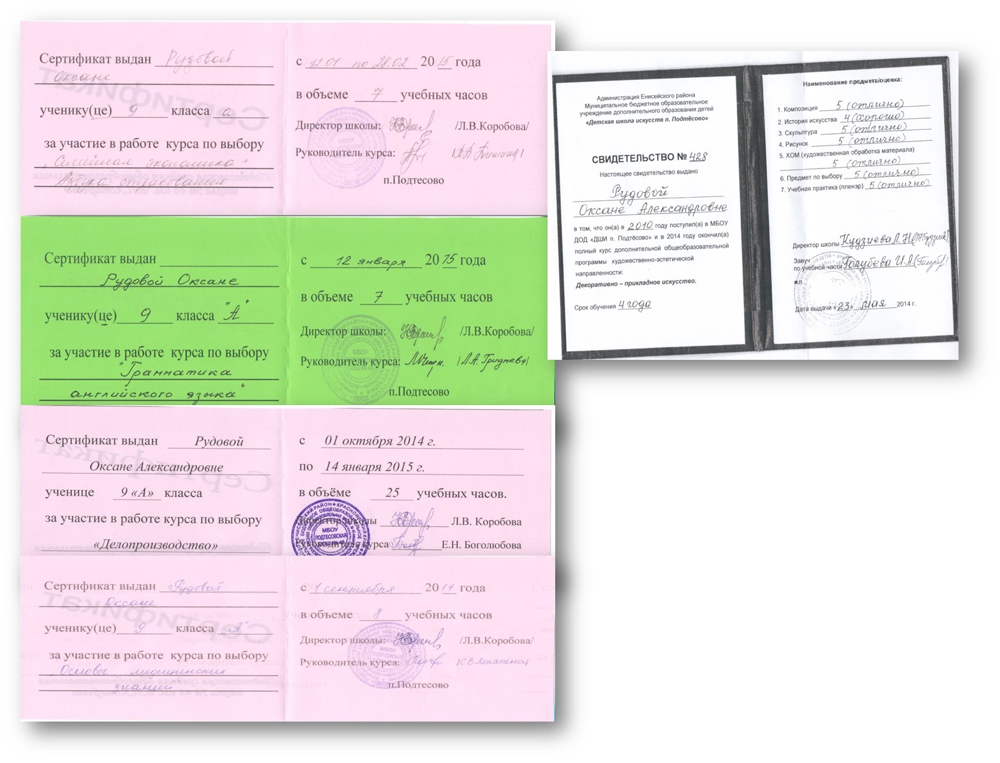 Сертификат выдан Рудовой
Оксане
ученику(це) 9 класса а
за участие в работе курса по выбору
"Семейная экономика -
Азбука страхования
с 12.01 по 28.02 2015 года
в объеме 7 учебных часов
Директор школы: /Л.В.Коробова/
Руководитель курса:
п.Подтесово
Сертификат выдан
Рудовой Оксане
ученику(це) 9 класса "А"
за участие в работе курса по выбору
"Грамматика
английского языка"
с 12 января 2015 года
в объеме 7 учебных часов
Директор школы: /Л.В.Коробова/
Руководитель курса: /Л.А. Гриднева/
п.Подтесово
Сертификат выдан Рудовой
Оксане Александровне
ученице 9 «А» класса
за участие в работе курса по выбору
«Делопроизводство»
с 01 октября 2014 г.
по 14 января 2015 г.
в объёме 25 учебных часов.
Директор школы Л.В. Коробова
Руководитель курса Е.Н. Боголюбова
МБОУ
ПОДТЕСОВСКАЯ
СОШ № 46
Сертификат выдан Рудовой
Оксане
ученику(це) 9 класса "А"
за участие в работе курса по выбору
Основы медицинских
знаний
с 1 сентября 2014 года
в объеме 8 учебных часов
Директор школы: /Л.В.Коробова/
Руководитель курса: /С.В.Лопатина/
п.Подтесово
Администрация Енисейского района
Муниципальное бюджетное образовательное
учреждение дополнительного образования детей
«Детская школа искусств п. Подтёсово»
СВИДЕТЕЛЬСТВО № 428
Настоящее свидетельство выдано
Рудовой
Оксане Александровне
в том, что он(а) в 2010 году поступил(а) в МБОУ
ДОД «ДШИ п. Подтёсово» и в 2014 году окончил(а)
полный курс дополнительной общеобразовательной
программы художественно-эстетической
направленности:
Декоративно – прикладное искусство.
Срок обучения 4 года
Наименование предмета/оценка:
1. Композиция 5 (отлично)
2. История искусства 4 (хорошо)
3. Скульптура 5 (отлично)
4. Рисунок 5 (отлично)
5. ХОМ (художественная обработка материала)
5 (отлично)
6. Предмет по выбору 5 (отлично)
7. Учебная практика (пленэр) 5 (отлично)
Директор школы Кудзиева Л.Н.
Завуч
по учебной части Голубева И.А.
м.п
Дата выдачи «23» мая 2014 г.